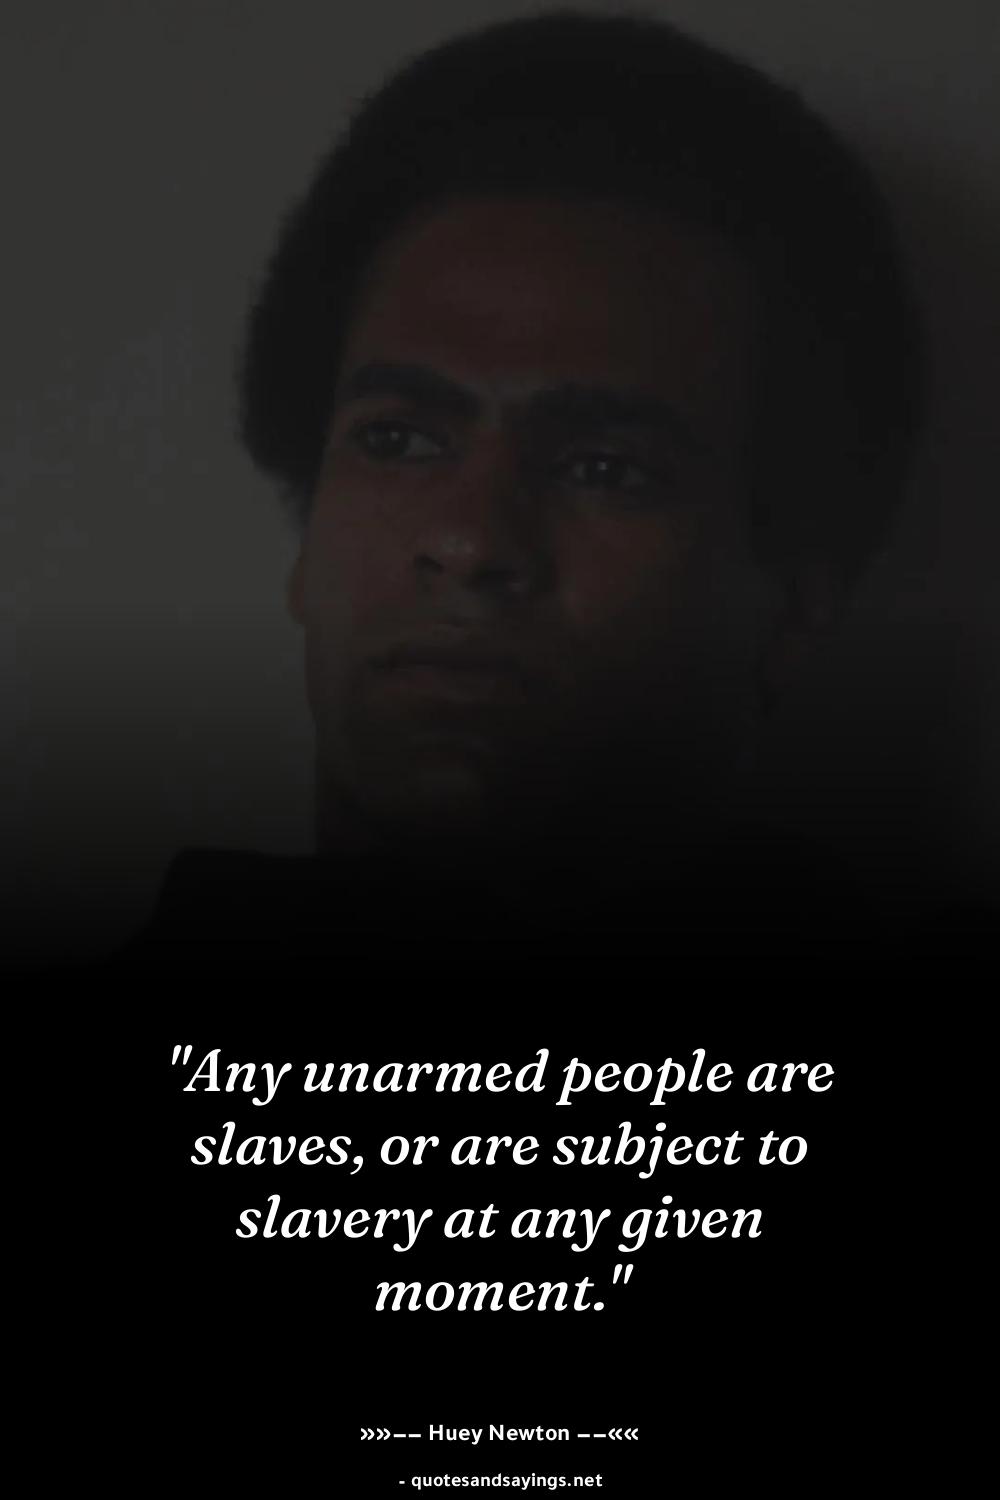 "Any unarmed people are
slaves, or are subject to
slavery at any given
moment."
»»–– Huey Newton ––««
- quotesandsayings.net